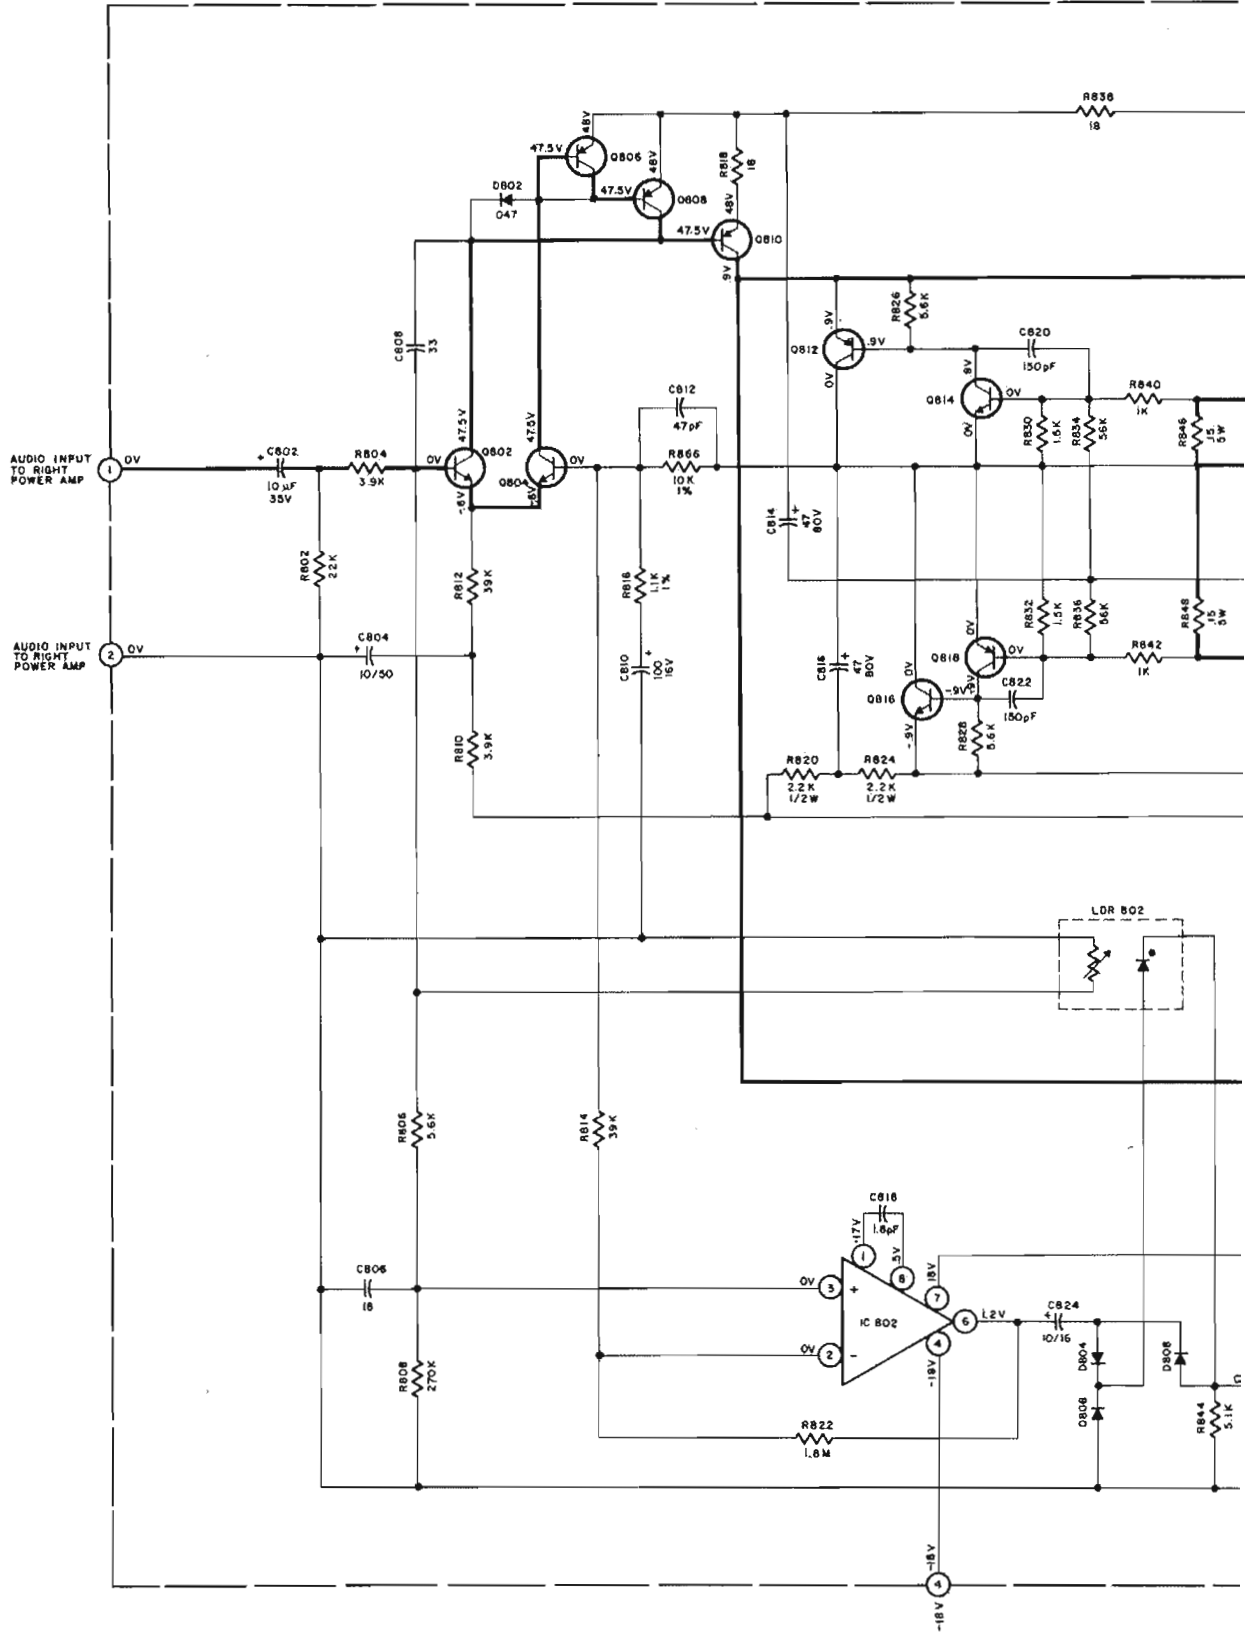 R838
18
48V
47.5V
Q806
48V
R818
18
D802
D47
47.5V
Q808
48V
47.5V
Q810
.9V
C808
33
R826
5.6K
.9V
.9V
Q812
0V
C820
150pF
.9V
Q814
0V
0V
R840
1K
R830
1.5K
R834
56K
R846
.15
5W
C812
47pF
47.5V
47.5V
AUDIO INPUT
TO RIGHT
POWER AMP
1
0V
+
C802
10µF
35V
R804
3.9K
0V
Q802
Q804
0V
R866
10K
1%
-.6V
-.6V
C814
+
47
80V
R802
22K
R812
39K
R816
1.1K
1%
R832
1.5K
R836
56K
R848
.15
5W
AUDIO INPUT
TO RIGHT
POWER AMP
2
0V
+
C804
10/50
C810
+
100
16V
C816
+
47
80V
0V
0V
Q818
0V
R842
1K
Q816
-.9V
-.9V
C822
150pF
-.9V
R828
5.6K
R810
3.9K
R820
2.2K
1/2W
R824
2.2K
1/2W
LDR 802
R806
5.6K
R814
39K
C818
1.8pF
-17V
1
.5V
8
18V
7
C806
18
0V
3
+
IC 802
6
1.2V
+
C824
10/16
0V
2
-
4
-18V
D804
D808
R808
270K
D806
R844
5.1K
R822
1.8M
-18V
4
-18V